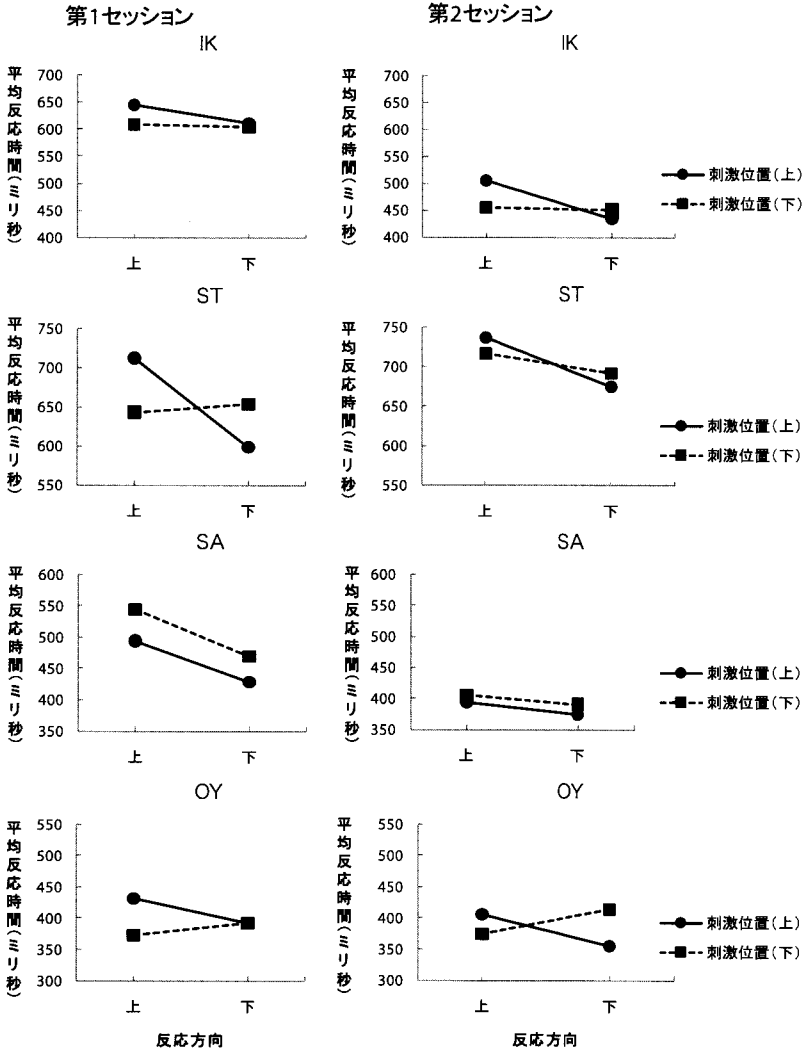 第1セッション
第2セッション
IK
平均反応時間(ミリ秒)
700
650
600
550
500
450
400
上
下
IK
平均反応時間(ミリ秒)
700
650
600
550
500
450
400
上
下
刺激位置(上)
刺激位置(下)
ST
平均反応時間(ミリ秒)
750
700
650
600
550
上
下
ST
平均反応時間(ミリ秒)
750
700
650
600
550
上
下
刺激位置(上)
刺激位置(下)
SA
平均反応時間(ミリ秒)
600
550
500
450
400
350
上
下
SA
平均反応時間(ミリ秒)
600
550
500
450
400
350
上
下
刺激位置(上)
刺激位置(下)
OY
平均反応時間(ミリ秒)
550
500
450
400
350
300
上
下
反応方向
OY
平均反応時間(ミリ秒)
550
500
450
400
350
300
上
下
反応方向
刺激位置(上)
刺激位置(下)